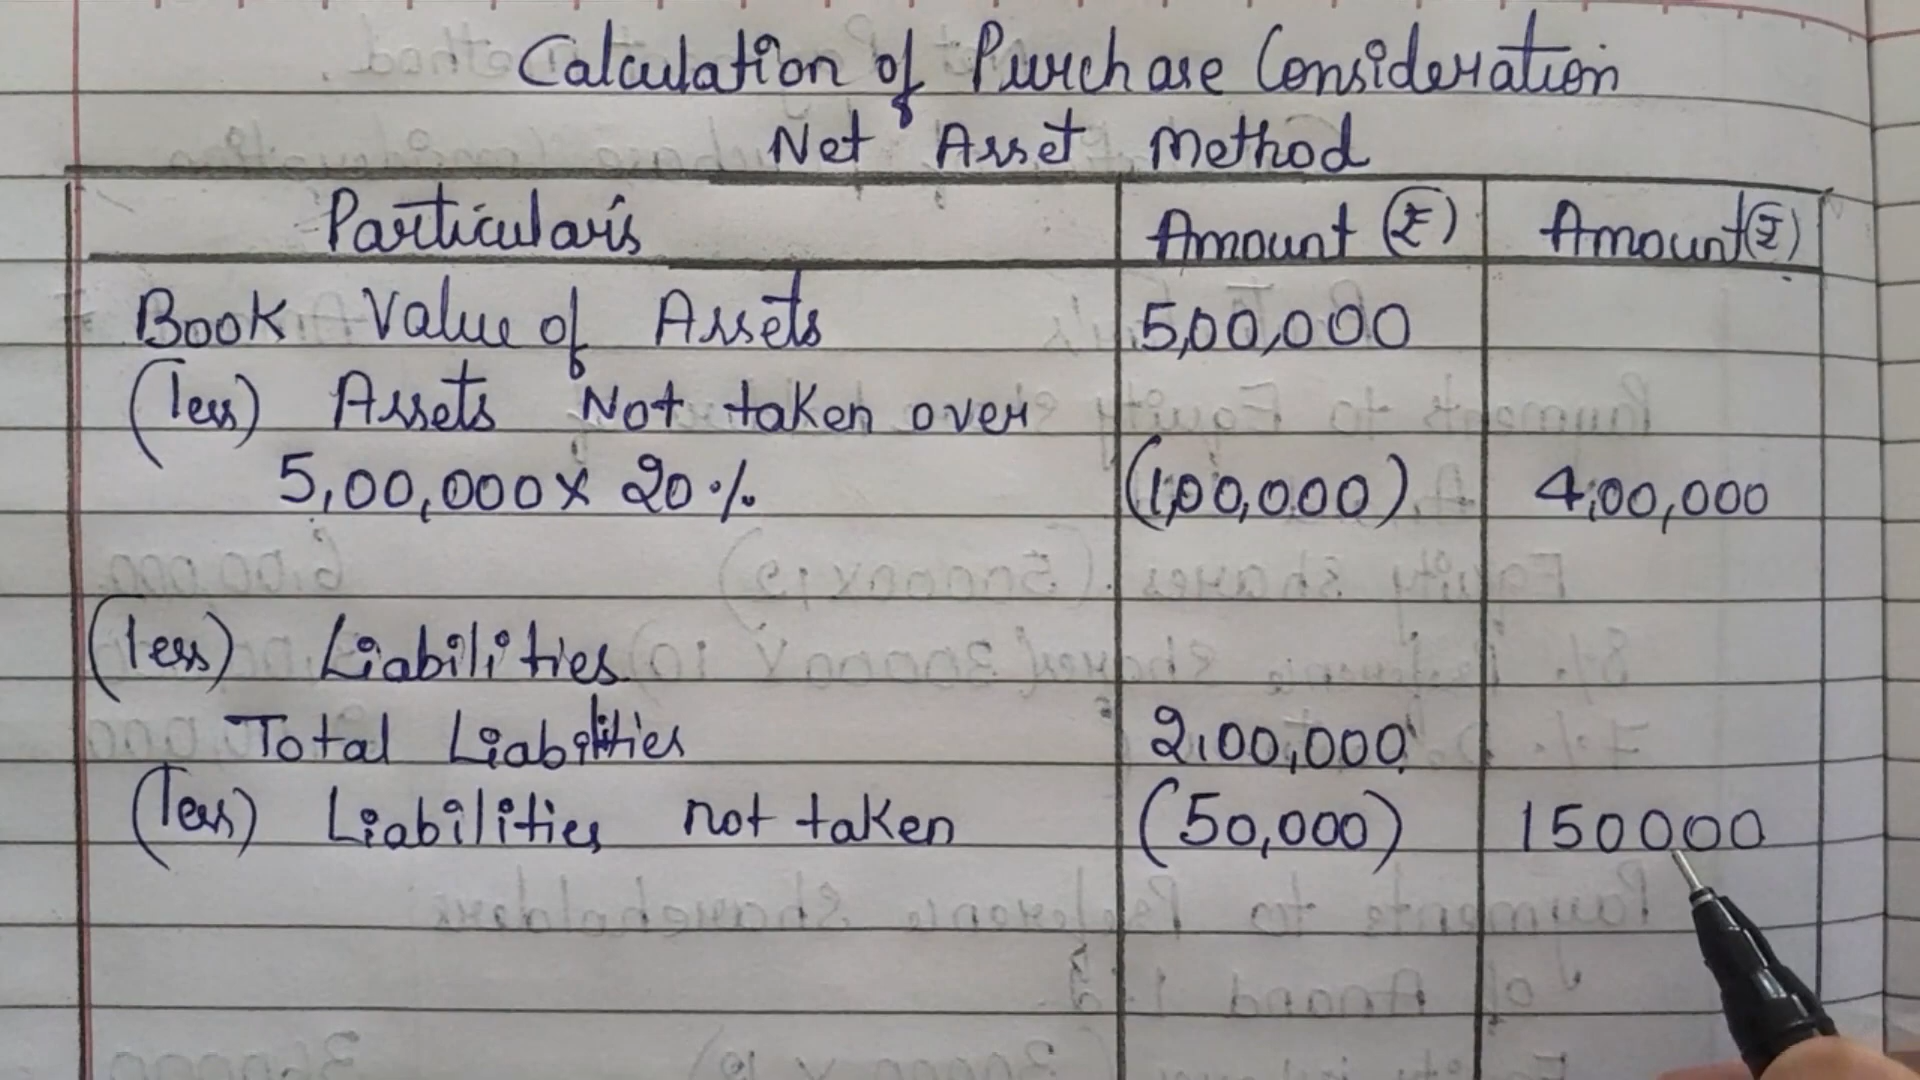 Calculation of Purchase Consideration
Net Asset Method
Particulars Amount (₹) Amount (₹)
Book Value of Assets 5,00,000
(less) Assets Not taken over
5,00,000 x 20% (1,00,000) 4,00,000
(less) Liabilities
Total Liabilities 2,00,000
(less) Liabilities not taken (50,000) 150000